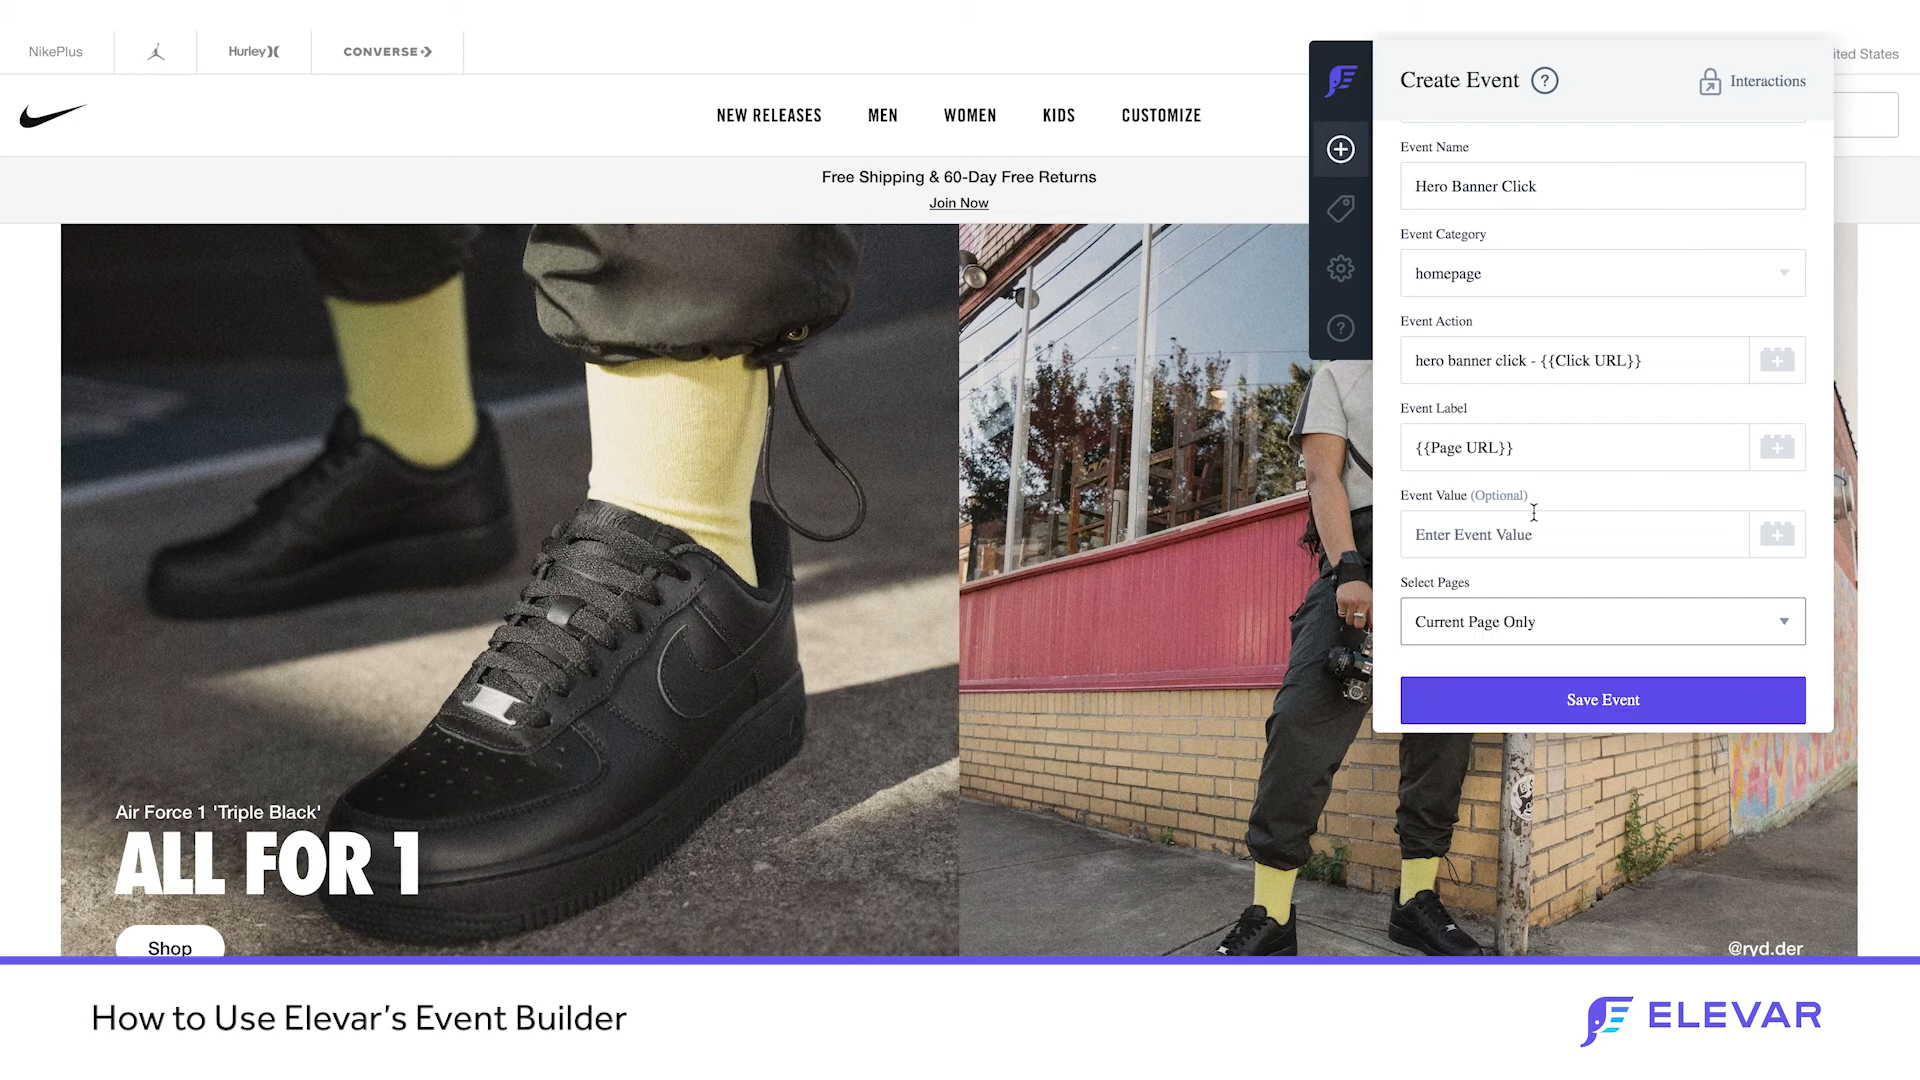 NikePlus
Hurley
CONVERSE
ited States
NEW RELEASES
MEN
WOMEN
KIDS
CUSTOMIZE
Free Shipping & 60-Day Free Returns
Join Now
Create Event ?
Interactions
Event Name
Hero Banner Click
Event Category
homepage
Event Action
hero banner click - {{Click URL}}
Event Label
{{Page URL}}
Event Value (Optional)
Enter Event Value
Select Pages
Current Page Only
Save Event
Air Force 1 'Triple Black'
ALL FOR 1
Shop
@ryd.der
How to Use Elevar's Event Builder
ELEVAR